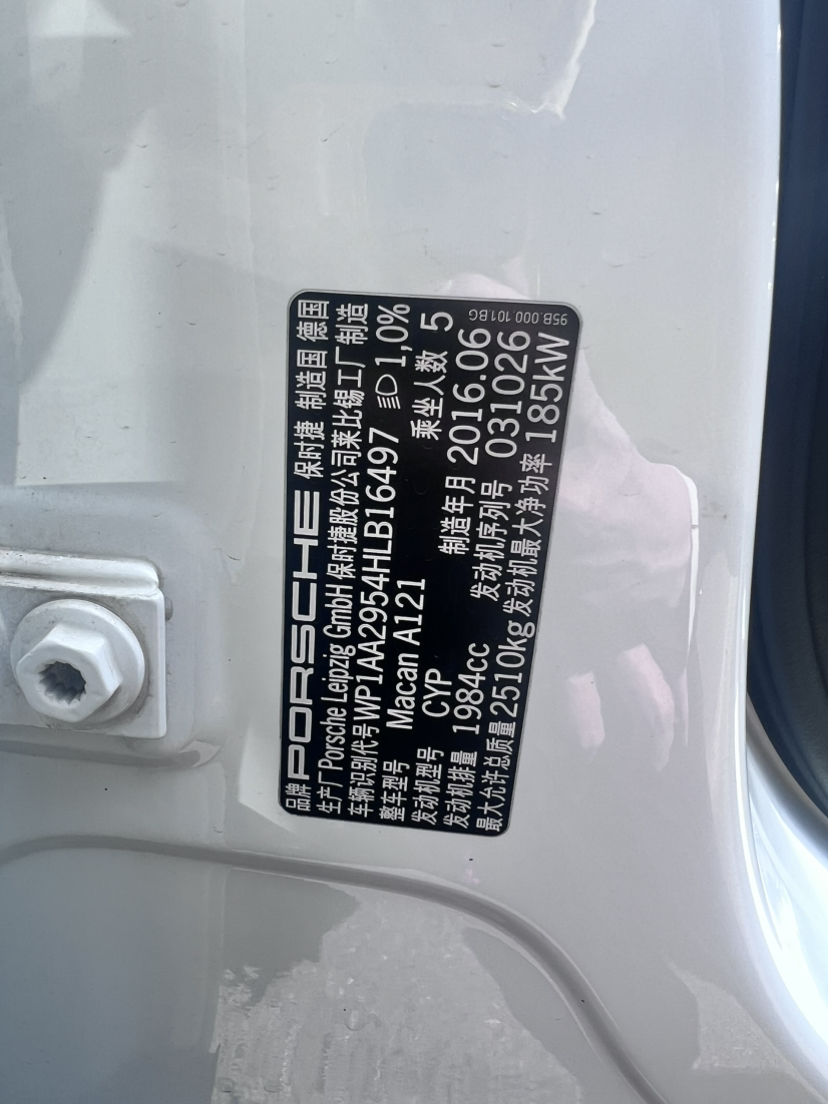 品牌 PORSCHE 保时捷 制造国 德国
生产厂 Porsche Leipzig GmbH 保时捷股份公司莱比锡工厂 制造
车辆识别代号 WP1AA2954HLB16497 1,0%
整车型号 Macan A121 乘坐人数 5
发动机型号 CYP 制造年月 2016.06
发动机排量 1984cc 发动机序列号 031026
最大允许总质量 2510kg 发动机最大净功率 185kW
95B.000 101BG